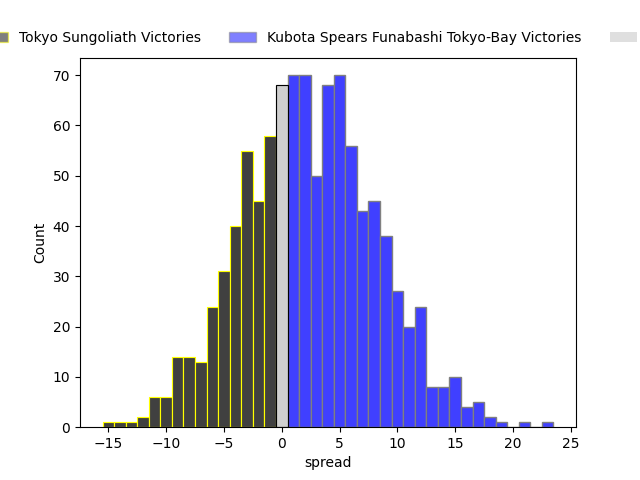 Tokyo Sungoliath Victories Kubota Spears Funabashi Tokyo-Bay Victories
70
60
50
40
30
20
10
0
Count
−15 −10 −5 0 5 10 15 20 25
spread